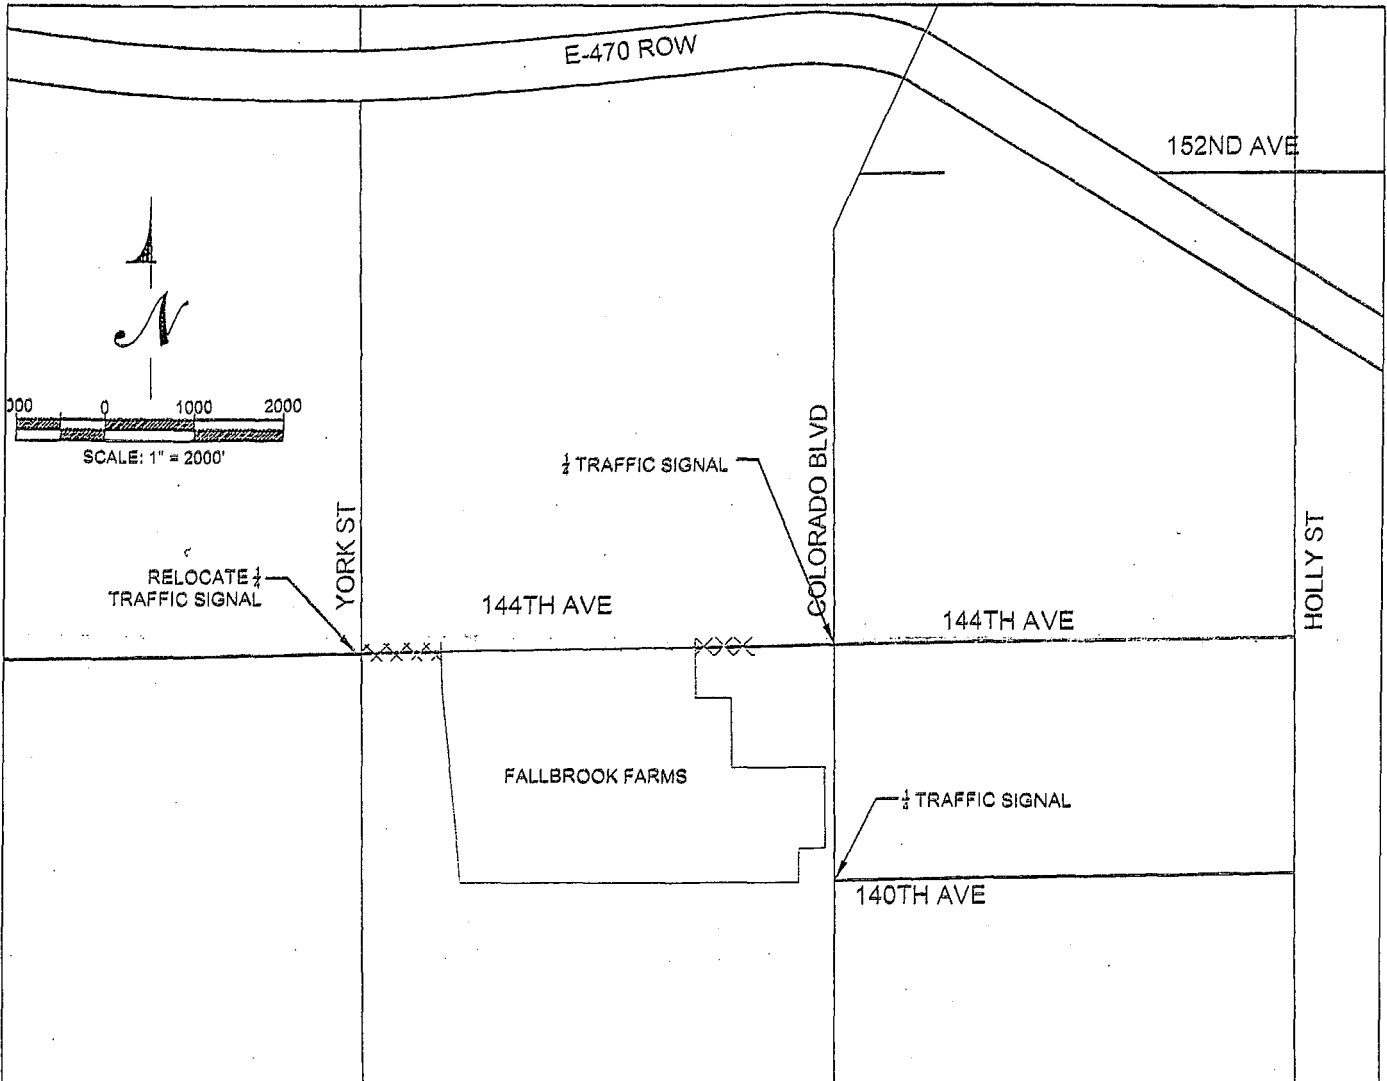 E-470 ROW
152ND AVE
N
000 0 1000 2000
SCALE: 1" = 2000'
¼ TRAFFIC SIGNAL
COLORADO BLVD
YORK ST
HOLLY ST
RELOCATE ¼
TRAFFIC SIGNAL
144TH AVE
144TH AVE
FALLBROOK FARMS
¼ TRAFFIC SIGNAL
140TH AVE